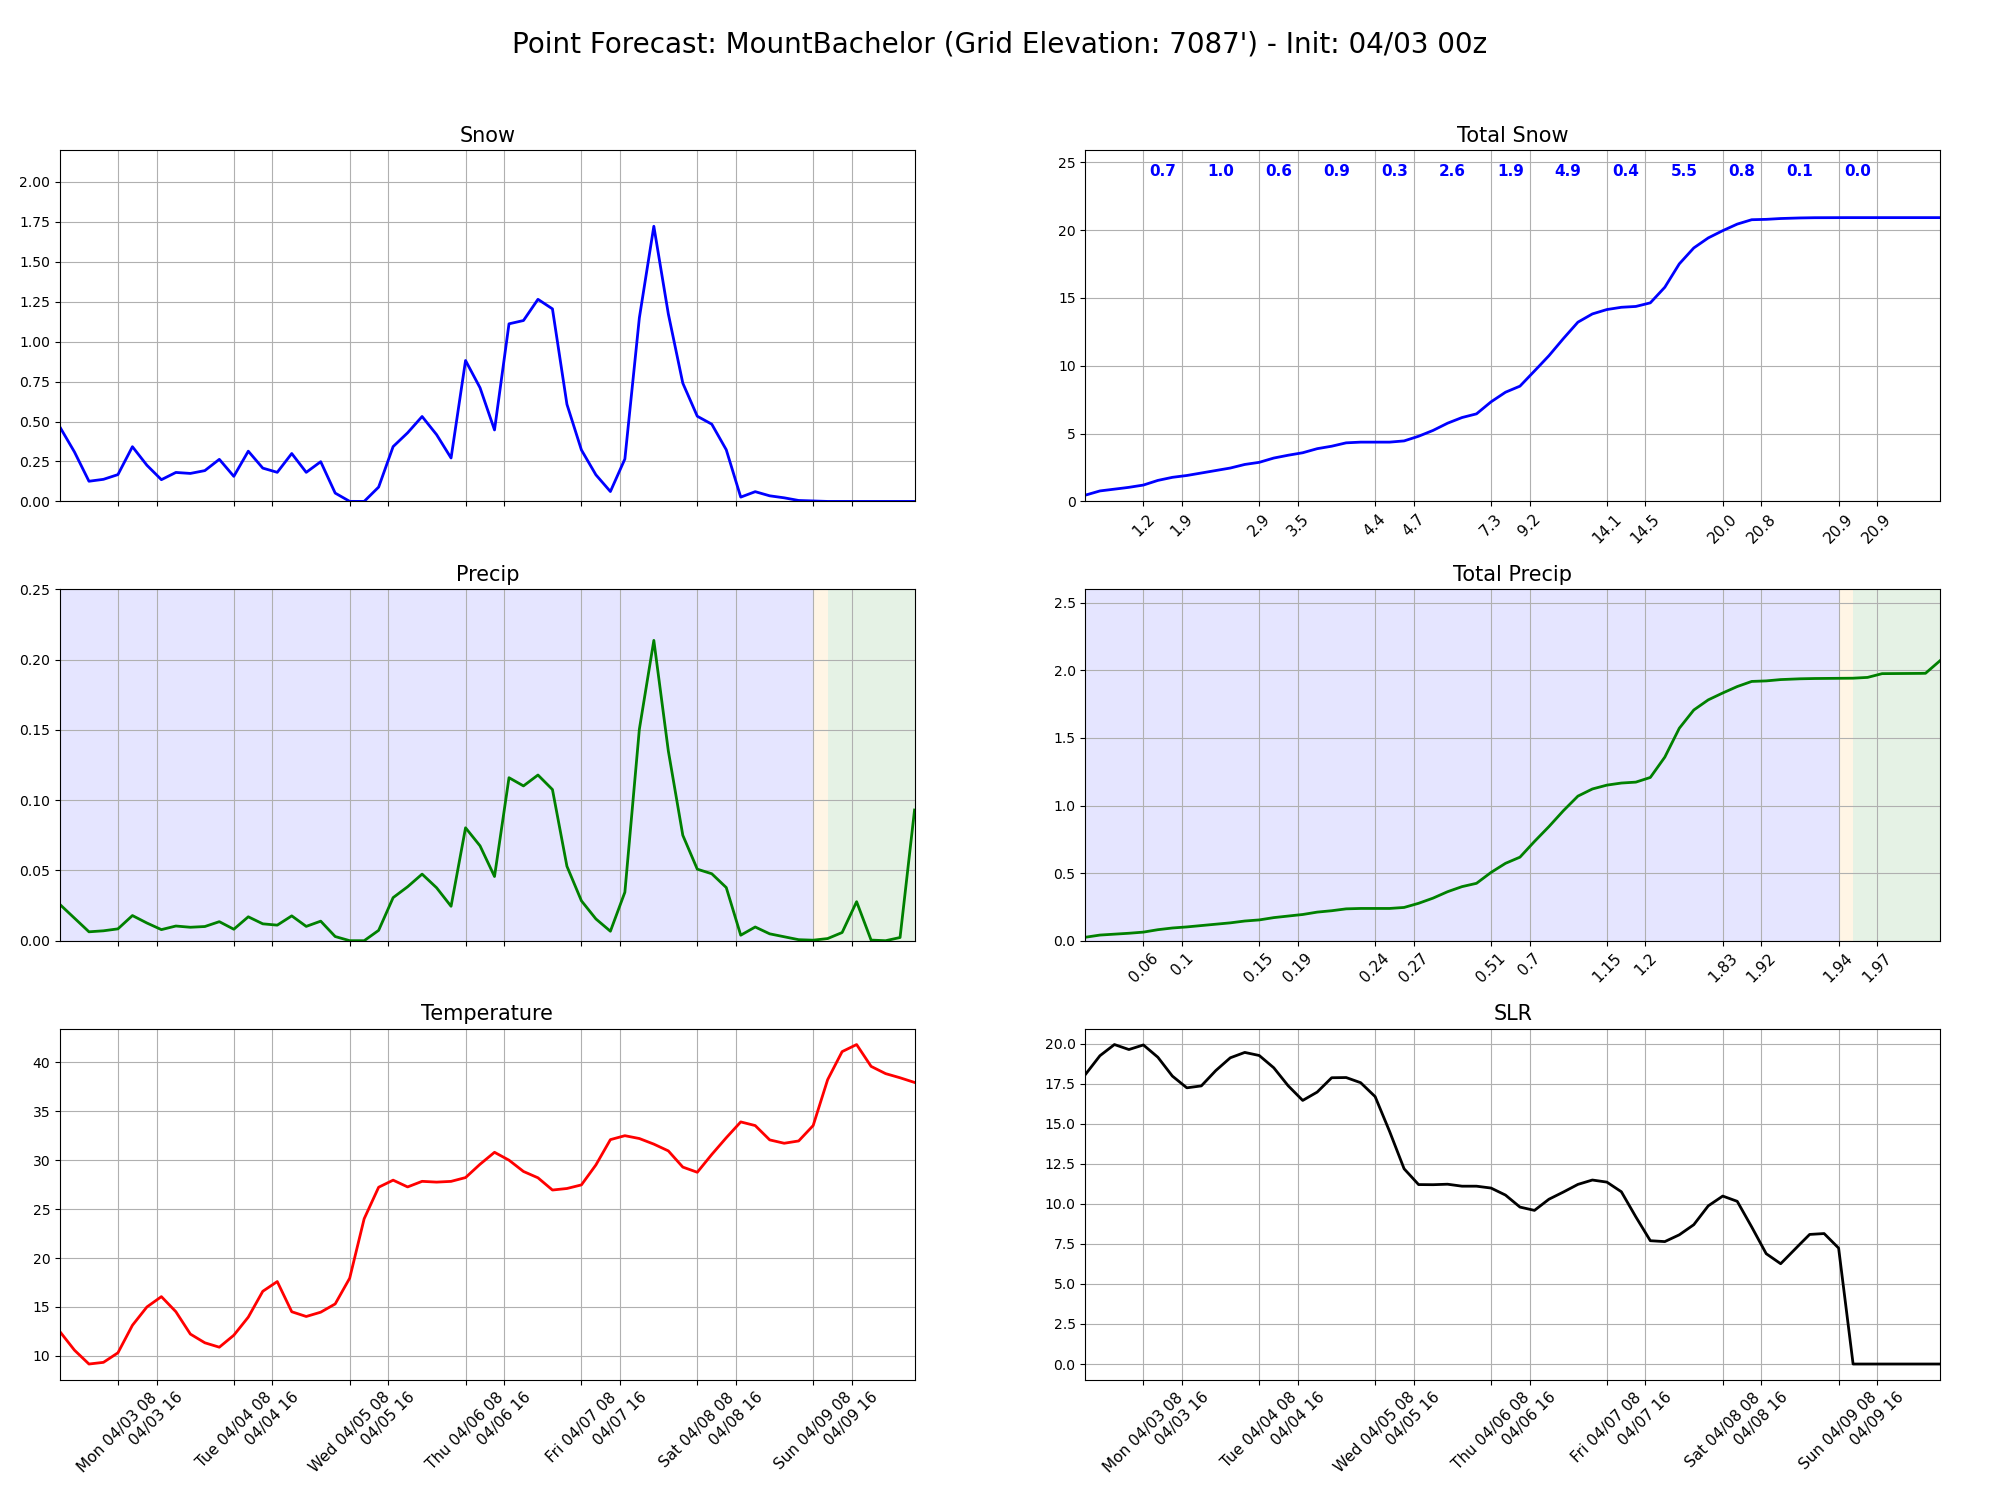 Point Forecast: MountBachelor (Grid Elevation: 7087') - Init: 04/03 00z
Snow
2.00
1.75
1.50
1.25
1.00
0.75
0.50
0.25
0.00
Total Snow
25
20
15
10
5
0
0.7 1.0 0.6 0.9 0.3 2.6 1.9 4.9 0.4 5.5 0.8 0.1 0.0
1.2 1.9 2.9 3.5 4.4 4.7 7.3 9.2 14.1 14.5 20.0 20.8 20.9 20.9
Precip
0.25
0.20
0.15
0.10
0.05
0.00
Total Precip
2.5
2.0
1.5
1.0
0.5
0.0
0.06 0.1 0.15 0.19 0.24 0.27 0.51 0.7 1.15 1.2 1.83 1.92 1.94 1.97
Temperature
40
35
30
25
20
15
10
Mon 04/03 08
04/03 16
Tue 04/04 08
04/04 16
Wed 04/05 08
04/05 16
Thu 04/06 08
04/06 16
Fri 04/07 08
04/07 16
Sat 04/08 08
04/08 16
Sun 04/09 08
04/09 16
SLR
20.0
17.5
15.0
12.5
10.0
7.5
5.0
2.5
0.0
Mon 04/03 08
04/03 16
Tue 04/04 08
04/04 16
Wed 04/05 08
04/05 16
Thu 04/06 08
04/06 16
Fri 04/07 08
04/07 16
Sat 04/08 08
04/08 16
Sun 04/09 08
04/09 16